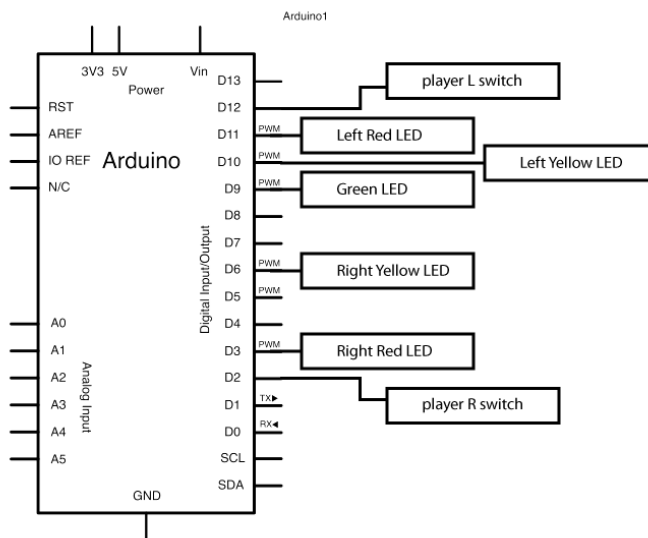 Arduino1
3V3 5V Vin
Power
Arduino
RST
AREF
IO REF
N/C
A0
A1
A2
A3
A4
A5
Analog Input
GND
Digital Input/Output
D13
D12 player L switch
D11 PWM Left Red LED
D10 PWM Left Yellow LED
D9 PWM Green LED
D8
D7
D6 PWM Right Yellow LED
D5 PWM
D4
D3 PWM Right Red LED
D2 player R switch
D1 TX▶
D0 RX◀
SCL
SDA